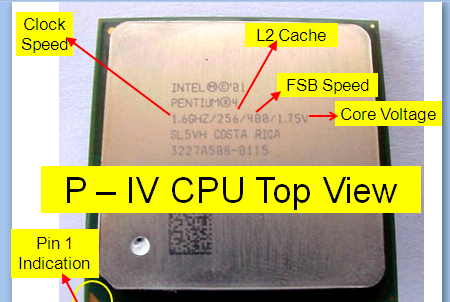 Clock
Speed
L2 Cache
FSB Speed
Core Voltage
INTEL®©'01
PENTIUM®4
1.6GHZ/256/400/1.75V
SL5VH COSTA RICA
3227A508-0115
P – IV CPU Top View
Pin 1
Indication